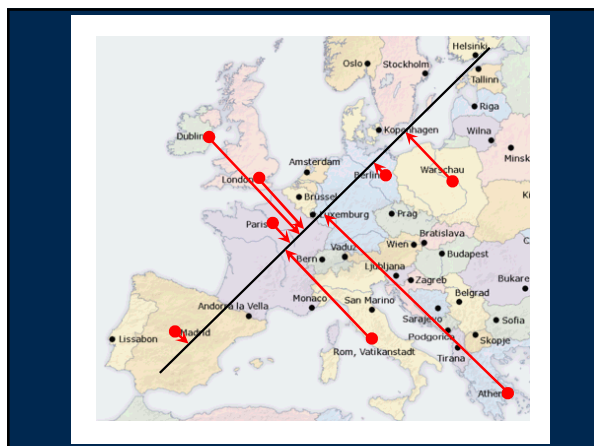 Helsinki
Oslo
Stockholm
Tallinn
Riga
Kopenhagen
Wilna
Dublin
Minsk
Amsterdam
Warschau
London
Berlin
Brüssel
Luxemburg
Prag
Paris
Bratislava
Wien
Vaduz
Budapest
Bern
Ljubljana
Zagreb
Bukare
Monaco
San Marino
Belgrad
Andorra la Vella
Sarajevo
Sofia
Lissabon
Madrid
Podgorica
Skopje
Rom, Vatikanstadt
Tirana
Athen